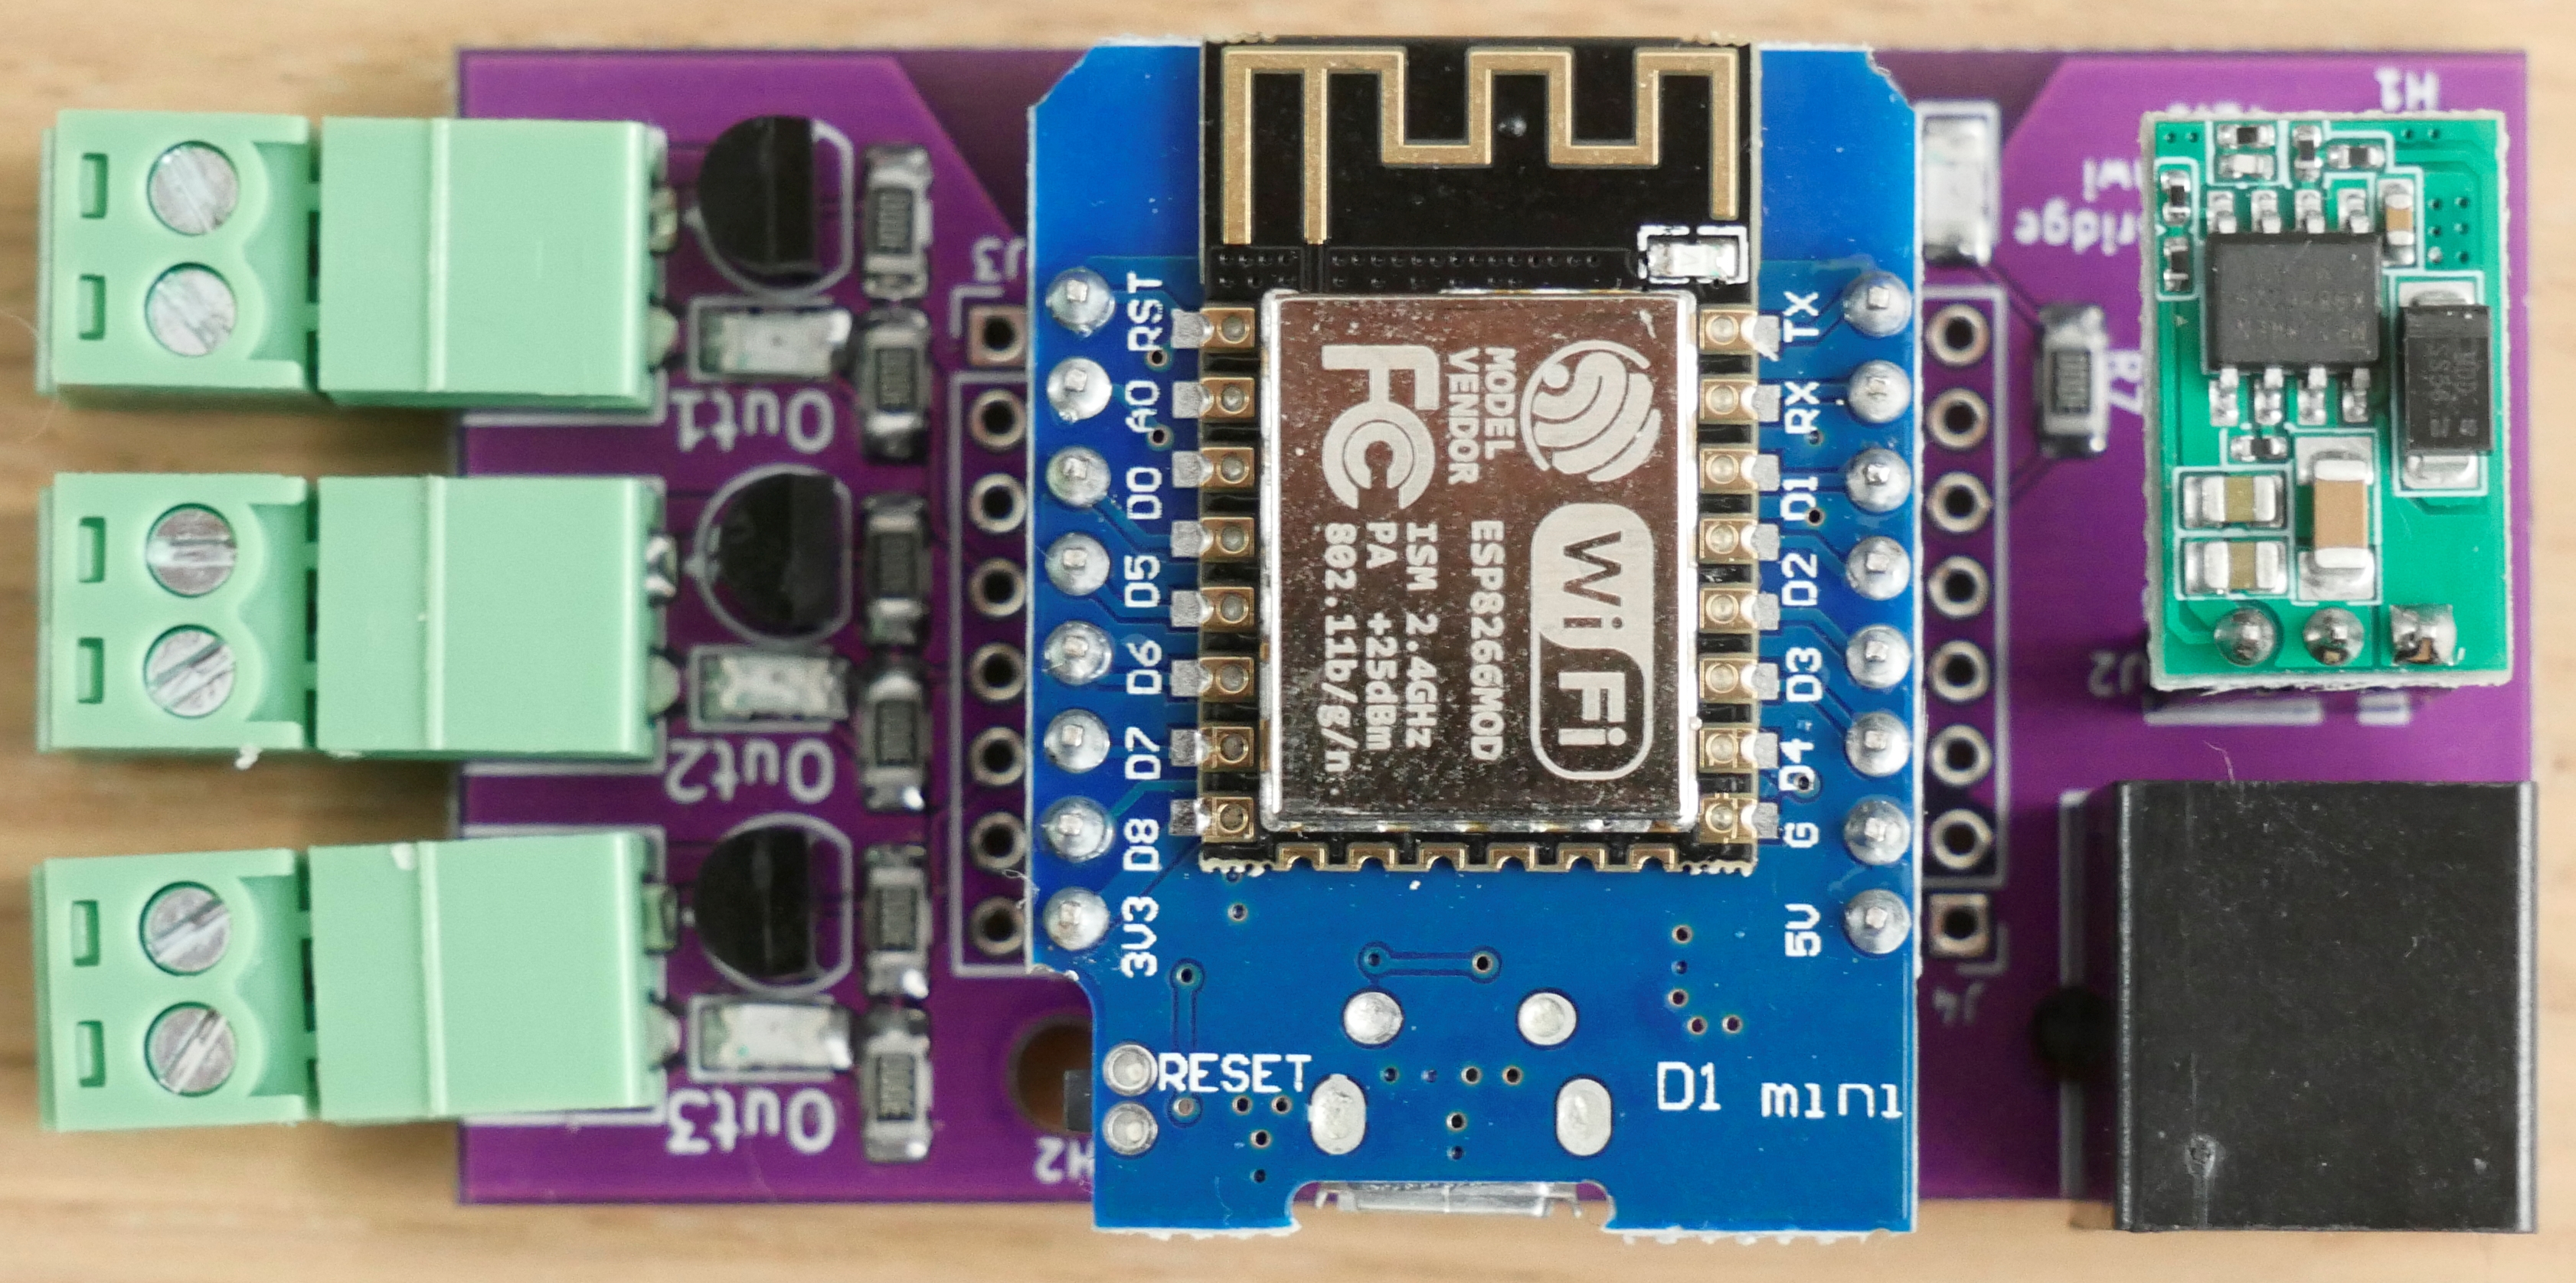 Out1
Out2
Out3
J3
H2
RST
A0
D0
D5
D6
D7
D8
3V3
TX
RX
D1
D2
D3
D4
G
5V
MODEL
VENDOR
FC
WiFi
ESP8266MOD
ISM 2.4GHz
PA +25dBm
802.11b/g/n
RESET
D1 mini
J4
R7
U2
H1
SS54